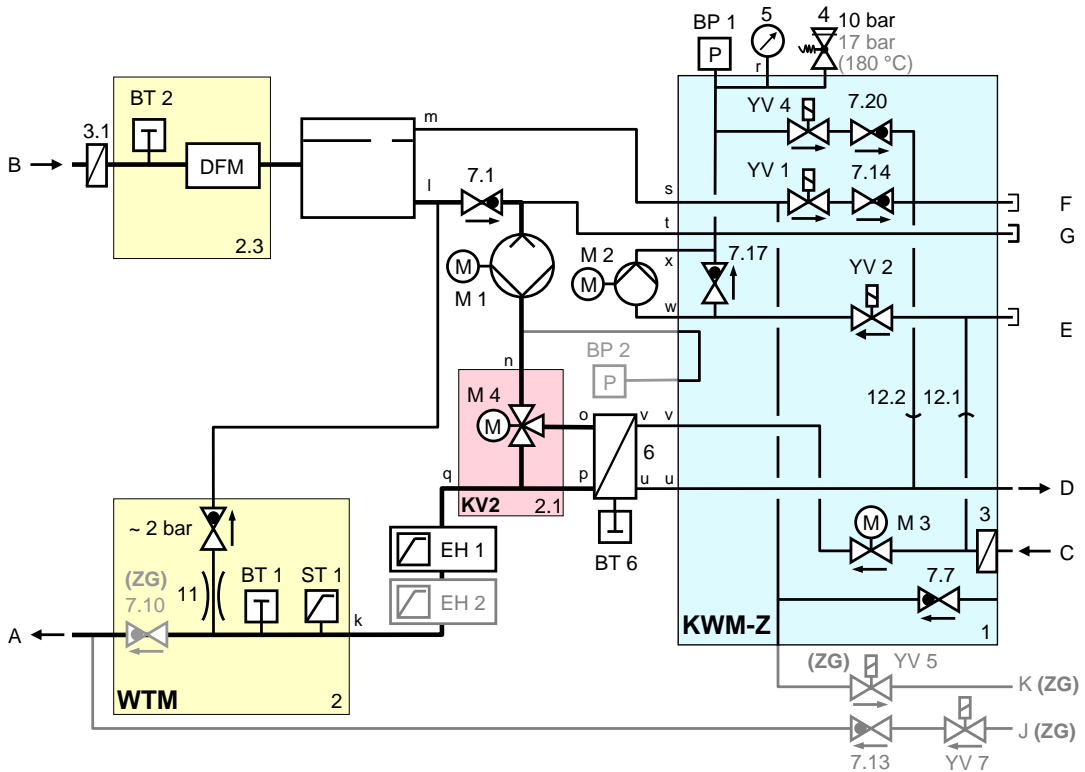 BP 1
5
4
10 bar
17 bar
(180 °C)
P
r
BT 2
3.1
B
DFM
2.3
m
l
7.1
YV 4
7.20
YV 1
7.14
s
F
t
G
M
M 1
M 2
M
x
7.17
YV 2
w
E
n
BP 2
P
M 4
M
o
v
v
12.2
12.1
6
q
p
u
u
D
KV2
2.1
~ 2 bar
EH 1
BT 6
M
M 3
3
C
(ZG)
7.10
11
BT 1
ST 1
EH 2
7.7
k
A
KWM-Z
1
WTM
2
(ZG)
YV 5
K (ZG)
J (ZG)
7.13
YV 7